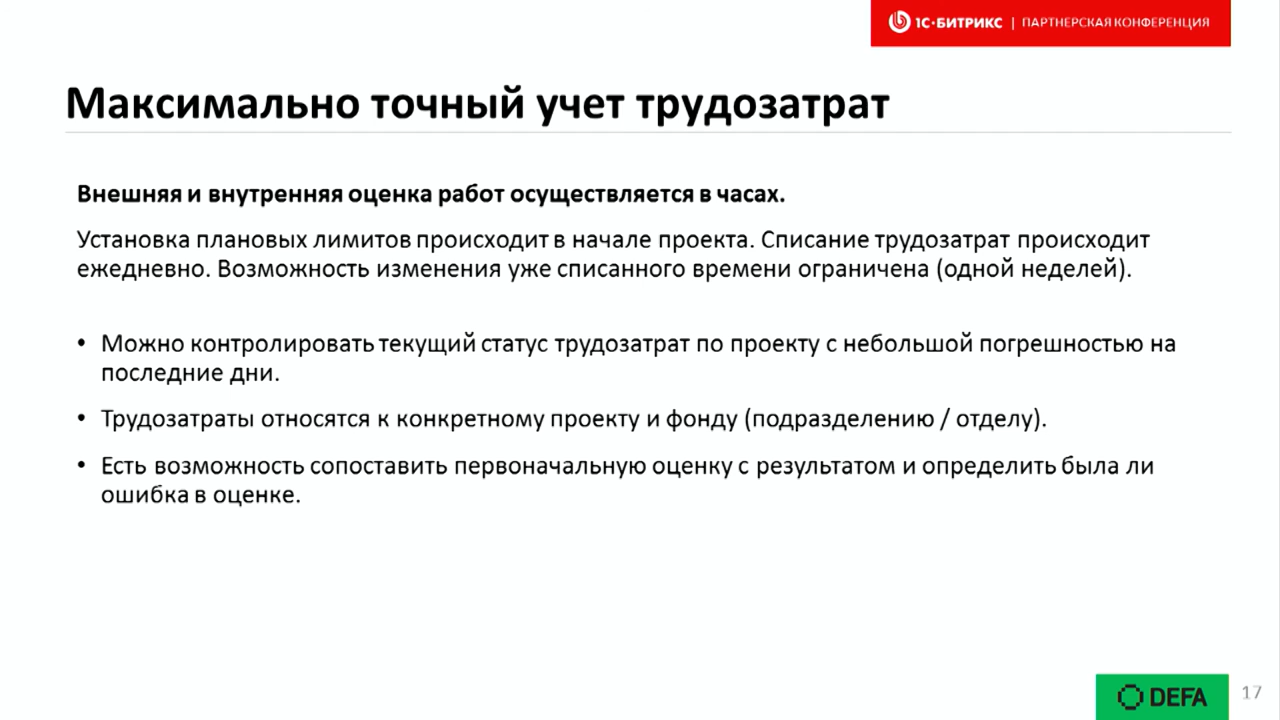 1С-БИТРИКС | ПАРТНЕРСКАЯ КОНФЕРЕНЦИЯ
Максимально точный учет трудозатрат
Внешняя и внутренняя оценка работ осуществляется в часах.
Установка плановых лимитов происходит в начале проекта. Списание трудозатрат происходит
ежедневно. Возможность изменения уже списанного времени ограничена (одной неделей).
• Можно контролировать текущий статус трудозатрат по проекту с небольшой погрешностью на
последние дни.
• Трудозатраты относятся к конкретному проекту и фонду (подразделению / отделу).
• Есть возможность сопоставить первоначальную оценку с результатом и определить была ли
ошибка в оценке.
DEFA
17